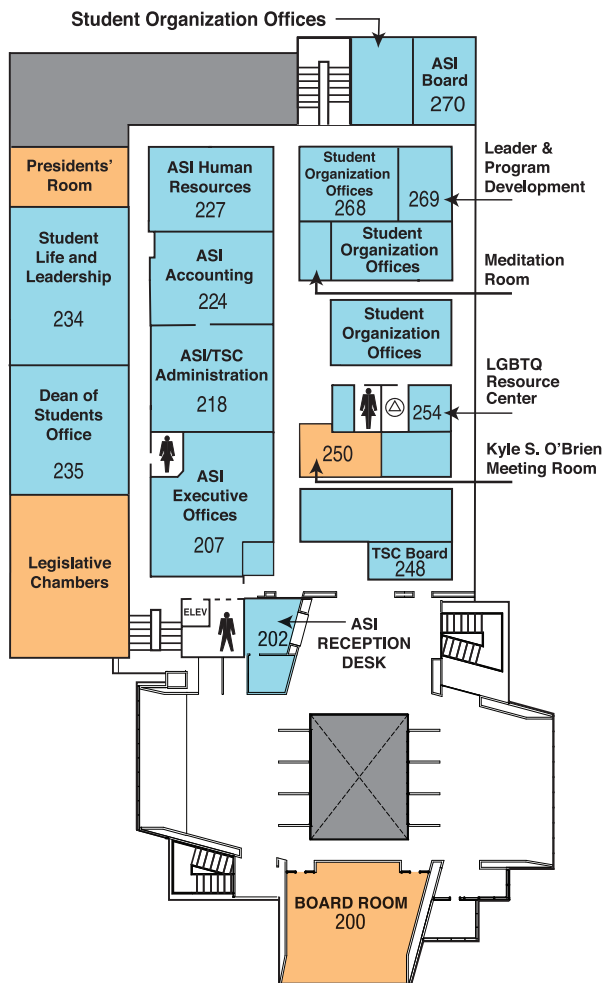 Student Organization Offices
ASI
Board
270
Presidents'
Room
ASI Human
Resources
227
Student
Organization
Offices
268
269
Leader &
Program
Development
Student
Life and
Leadership
234
ASI
Accounting
224
Student
Organization
Offices
Meditation
Room
ASI/TSC
Administration
218
Student
Organization
Offices
Dean of
Students
Office
235
254
LGBTQ
Resource
Center
ASI
Executive
Offices
207
250
Kyle S. O'Brien
Meeting Room
Legislative
Chambers
TSC Board
248
ELEV
202
ASI
RECEPTION
DESK
BOARD ROOM
200